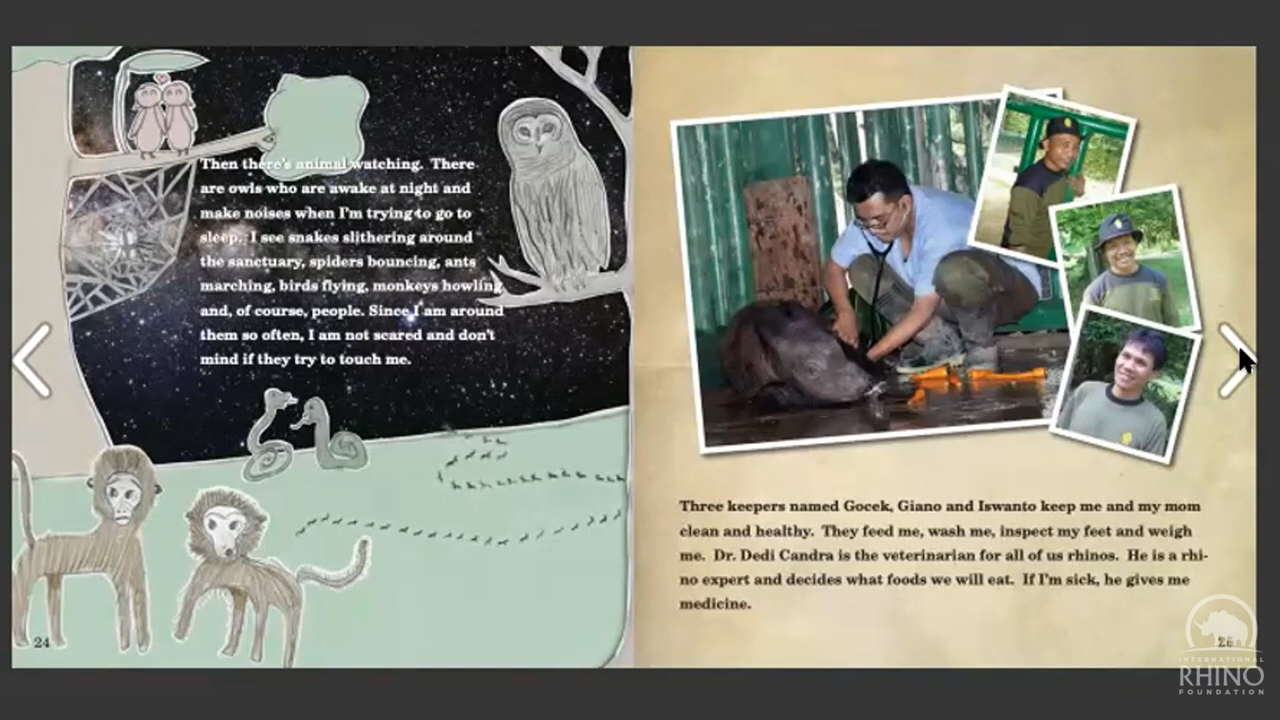 Then there's animal watching. There
are owls who are awake at night and
make noises when I'm trying to go to
sleep. I see snakes slithering around
the sanctuary, spiders bouncing, ants
marching, birds flying, monkeys howling
and, of course, people. Since I am around
them so often, I am not scared and don't
mind if they try to touch me.
24
Three keepers named Gocek, Giano and Iswanto keep me and my mom
clean and healthy. They feed me, wash me, inspect my feet and weigh
me. Dr. Dedi Candra is the veterinarian for all of us rhinos. He is a rhi-
no expert and decides what foods we will eat. If I'm sick, he gives me
medicine.
INTERNATIONAL
RHINO
FOUNDATION